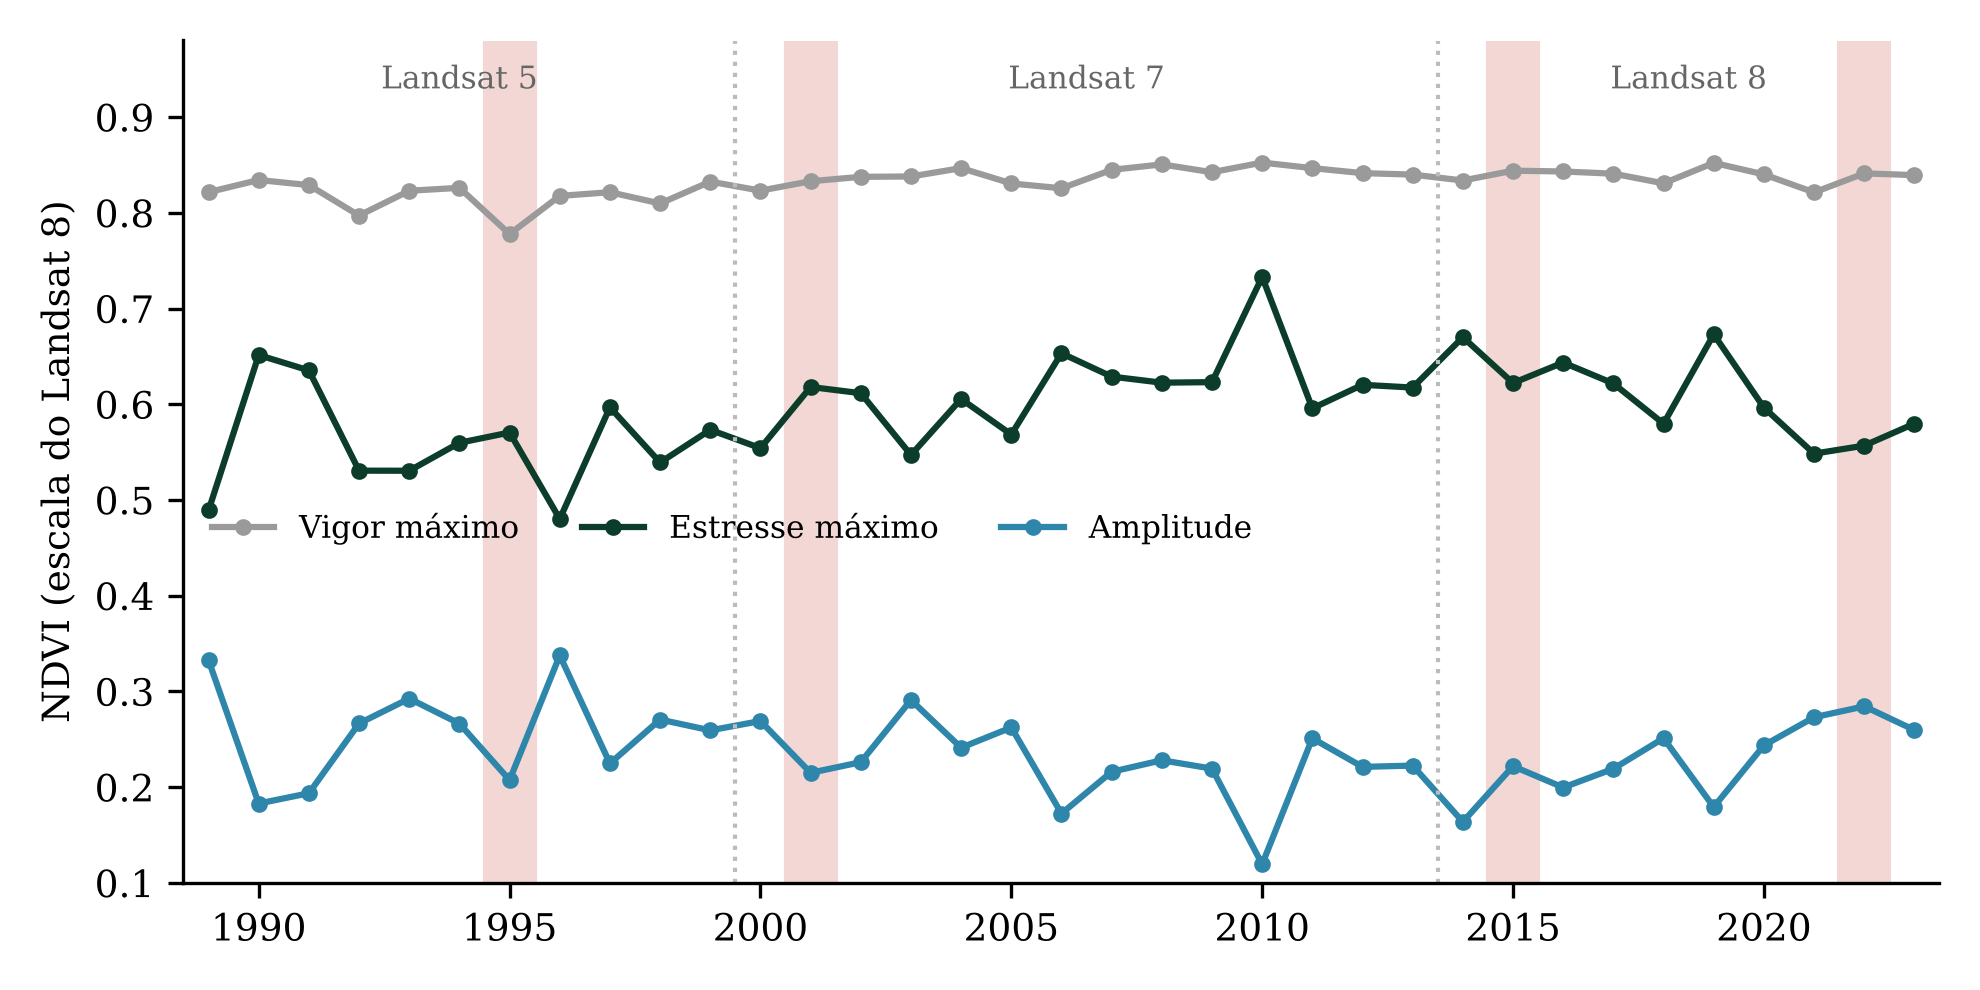 Landsat 5 Landsat 7 Landsat 8
0.9
0.8
0.7
0.6
0.5
0.4
0.3
0.2
0.1
NDVI (escala do Landsat 8)
Vigor máximo Estresse máximo Amplitude
1990 1995 2000 2005 2010 2015 2020